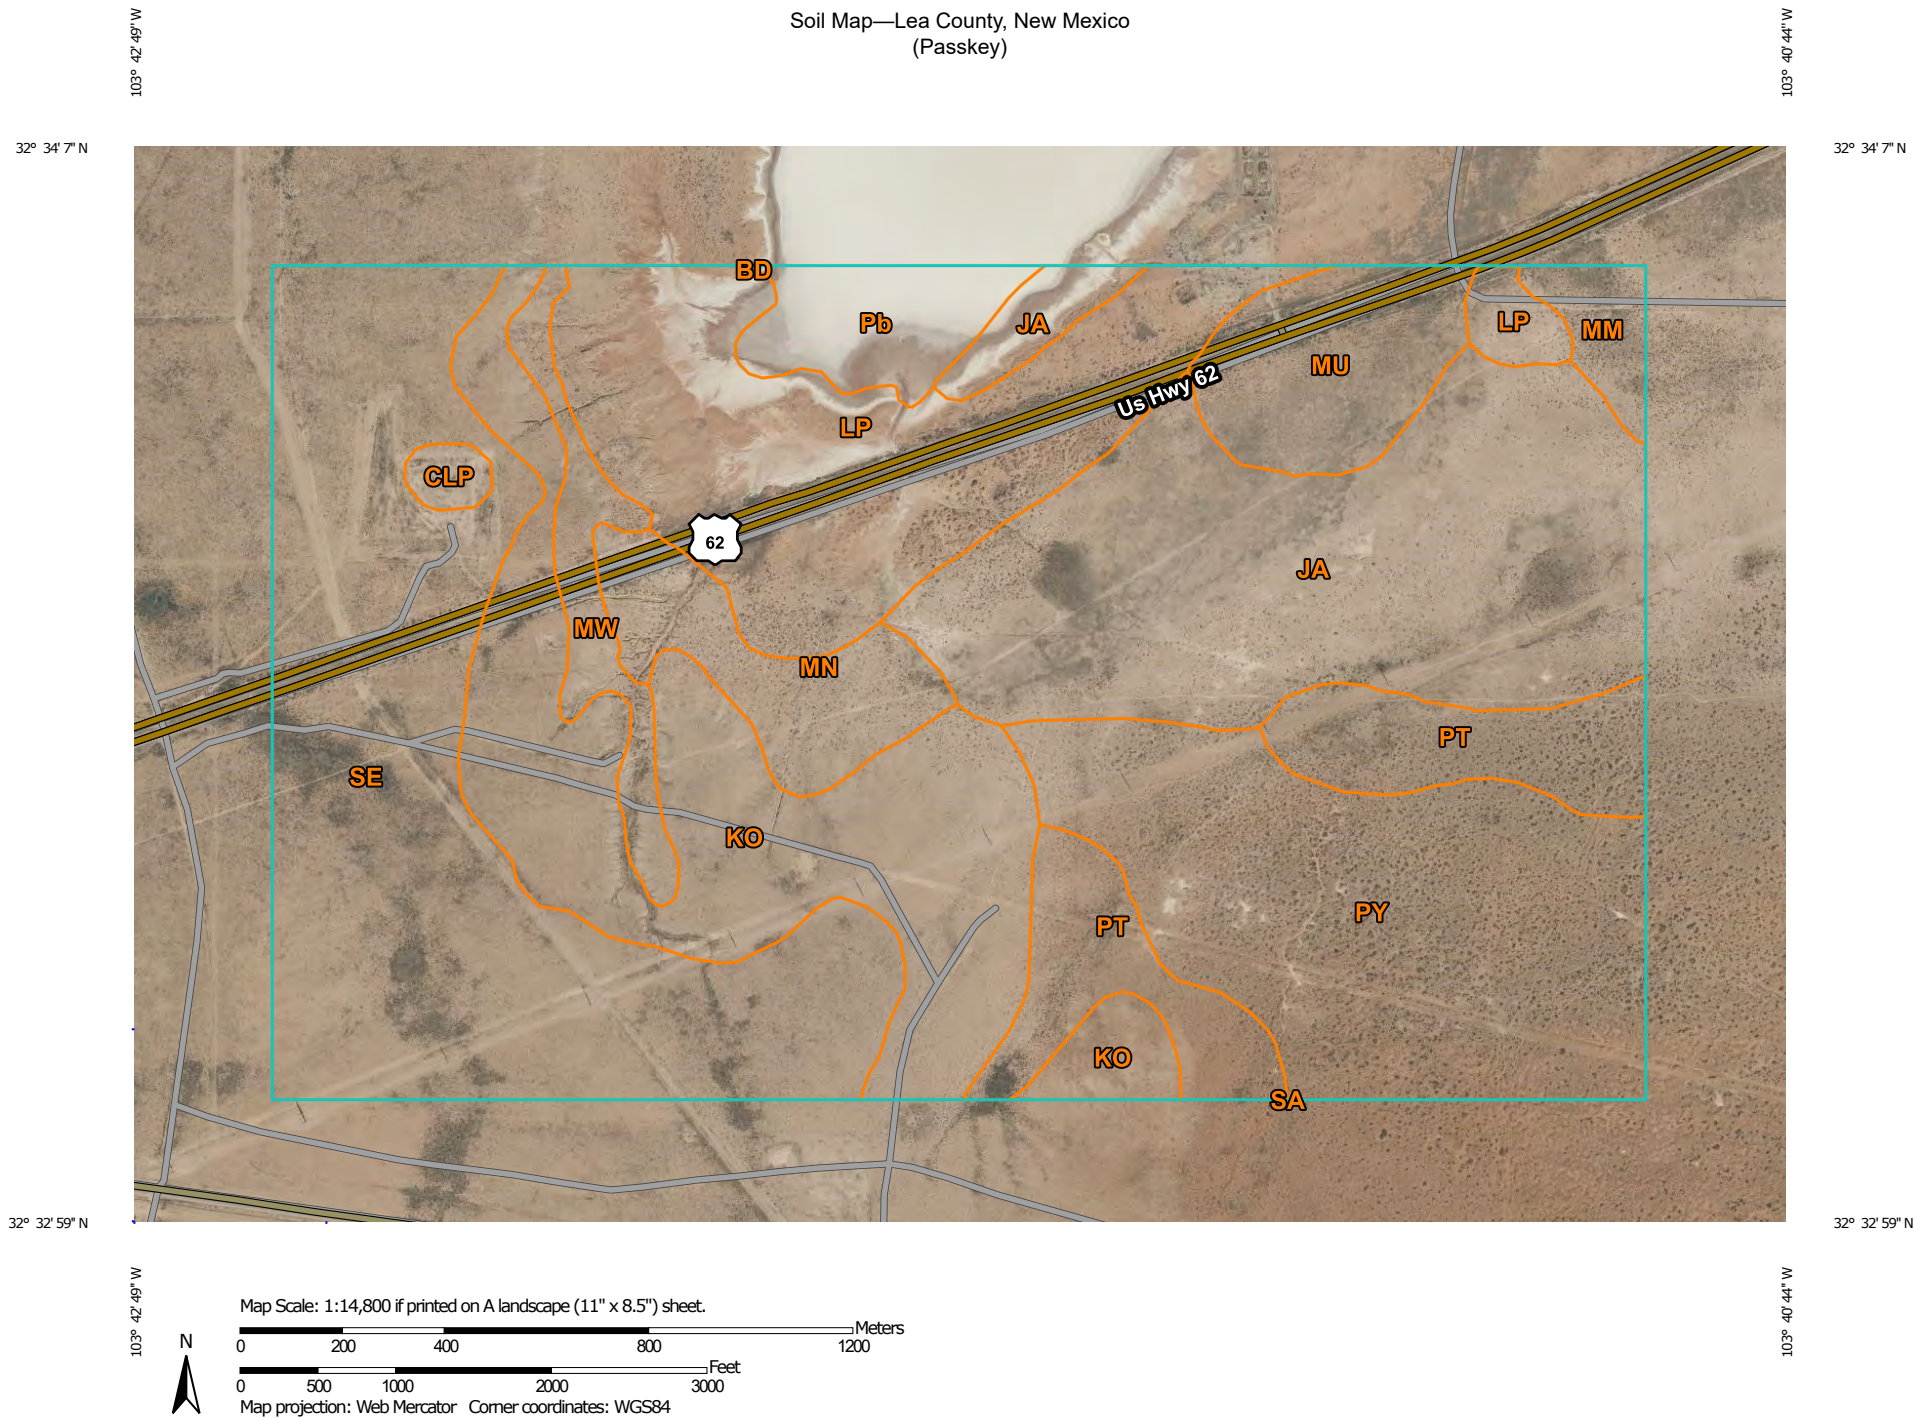 Soil Map—Lea County, New Mexico
(Passkey)
103° 42' 49'' W
103° 40' 44'' W
32° 34' 7'' N
32° 34' 7'' N
BD
Pb
JA
LP
MM
MU
Us Hwy 62
LP
CLP
62
JA
MW
MN
PT
SE
KO
PY
PT
KO
SA
32° 32' 59'' N
32° 32' 59'' N
103° 42' 49'' W
103° 40' 44'' W
Map Scale: 1:14,800 if printed on A landscape (11" x 8.5") sheet.
N
Meters
0 200 400 800 1200
Feet
0 500 1000 2000 3000
Map projection: Web Mercator Corner coordinates: WGS84